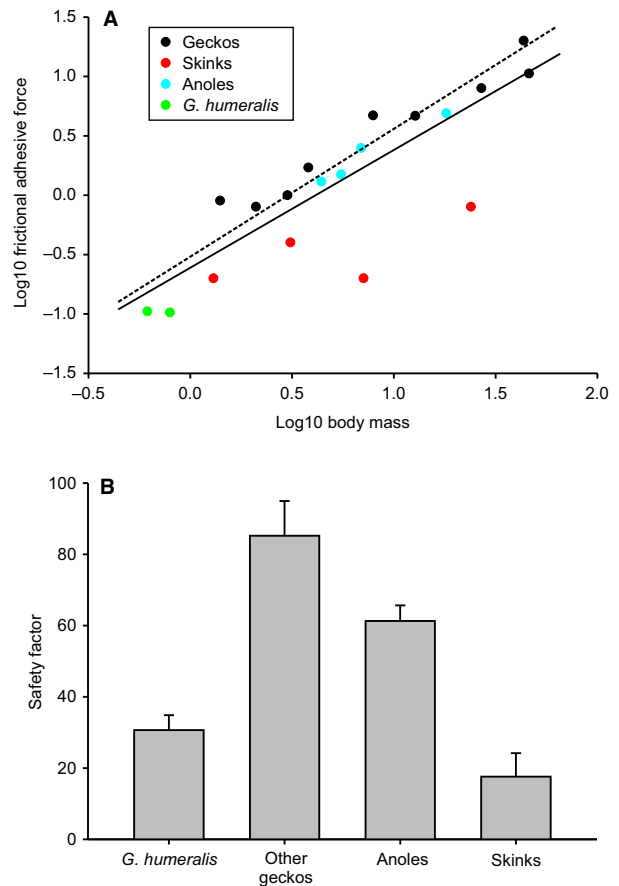 A
Geckos
Skinks
Anoles
G. humeralis
Log10 frictional adhesive force
1.5
1.0
0.5
0.0
–0.5
–1.0
–1.5
–0.5
0.0
0.5
1.0
1.5
2.0
Log10 body mass
B
Safety factor
100
80
60
40
20
0
G. humeralis
Other
geckos
Anoles
Skinks